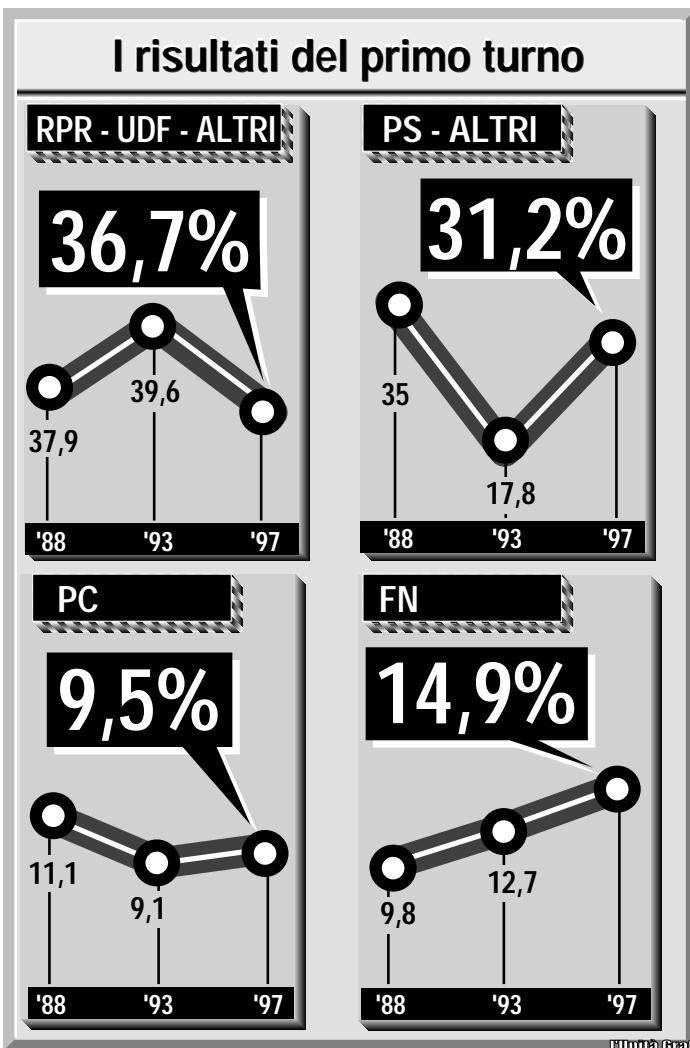 I risultati del primo turno
RPR - UDF - ALTRI
36,7%
37,9
39,6
'88 '93 '97
PS - ALTRI
31,2%
35
17,8
'88 '93 '97
PC
9,5%
11,1
9,1
'88 '93 '97
FN
14,9%
9,8
12,7
'88 '93 '97
l'Unità